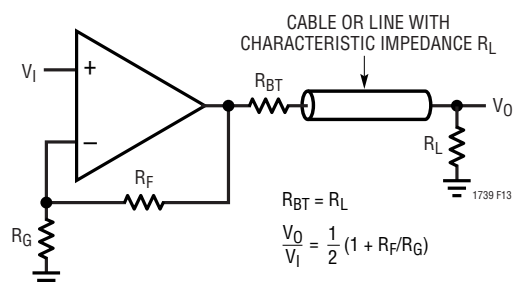 CABLE OR LINE WITH
CHARACTERISTIC IMPEDANCE RL
VI
+
–
RBT
VO
RL
RF
RG
1739 F13
RBT = RL
VO/VI = 1/2 (1 + RF/RG)